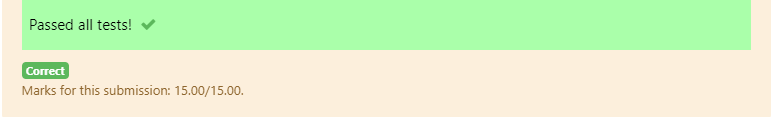 Passed all tests! ✔
Correct
Marks for this submission: 15.00/15.00.